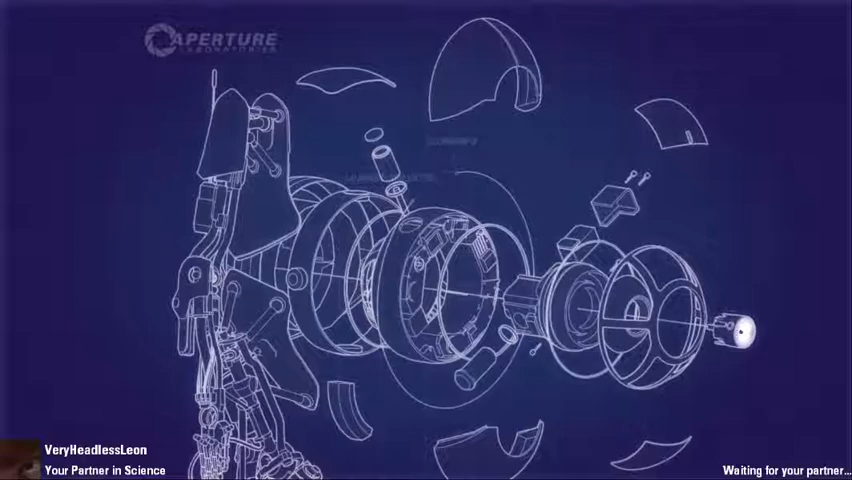 APERTURE
LABORATORIES
VeryHeadlessLeon
Your Partner in Science
Waiting for your partner...